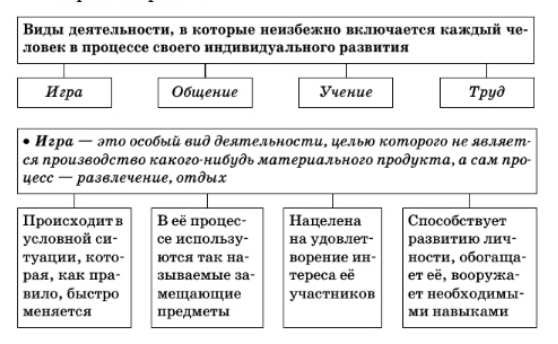 Виды деятельности, в которые неизбежно включается каждый че-
ловек в процессе своего индивидуального развития
Игра
Общение
Учение
Труд
• Игра — это особый вид деятельности, целью которого не являет-
ся производство какого-нибудь материального продукта, а сам про-
цесс — развлечение, отдых
Происходит в
условной си-
туации, кото-
рая, как пра-
вило, быстро
меняется
В её процес-
се использу-
ются так на-
зываемые за-
мещающие
предметы
Нацелена
на удовлет-
ворение ин-
тереса её
участников
Способствует
развитию лич-
ности, обогаща-
ет её, вооружа-
ет необходимы-
ми навыками